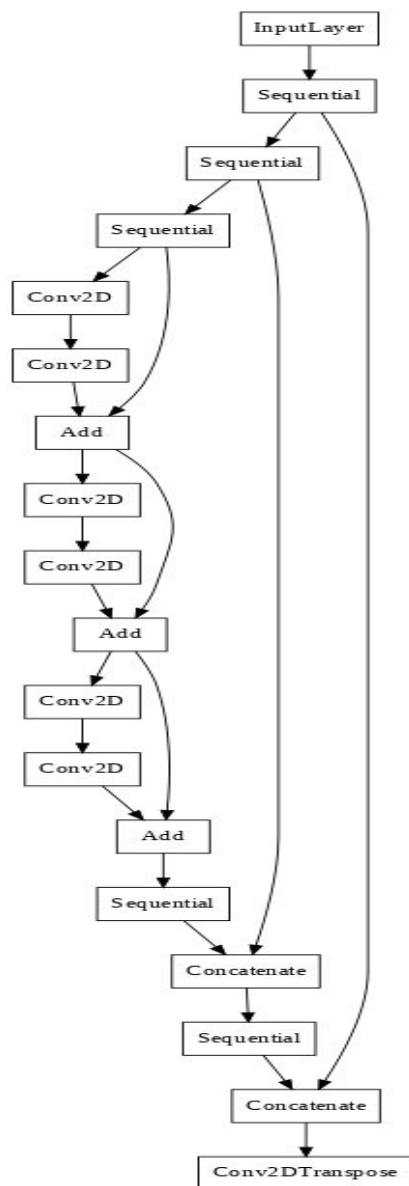 InputLayer
Sequential
Sequential
Sequential
Conv2D
Conv2D
Add
Conv2D
Conv2D
Add
Conv2D
Conv2D
Add
Sequential
Concatenate
Sequential
Concatenate
Conv2DTranspose